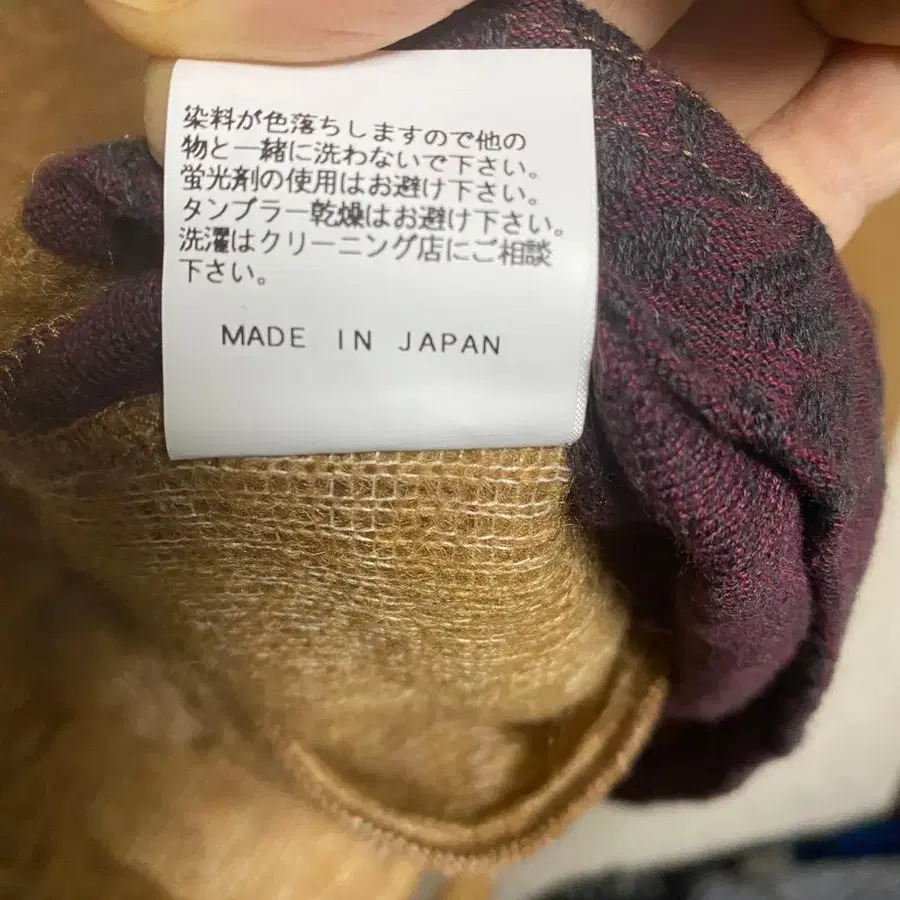 染料が色落ちしますので他の
物と一緒に洗わないで下さい。
蛍光剤の使用はお避け下さい。
タンブラー乾燥はお避け下さい。
洗濯はクリーニング店にご相談
下さい。
MADE IN JAPAN